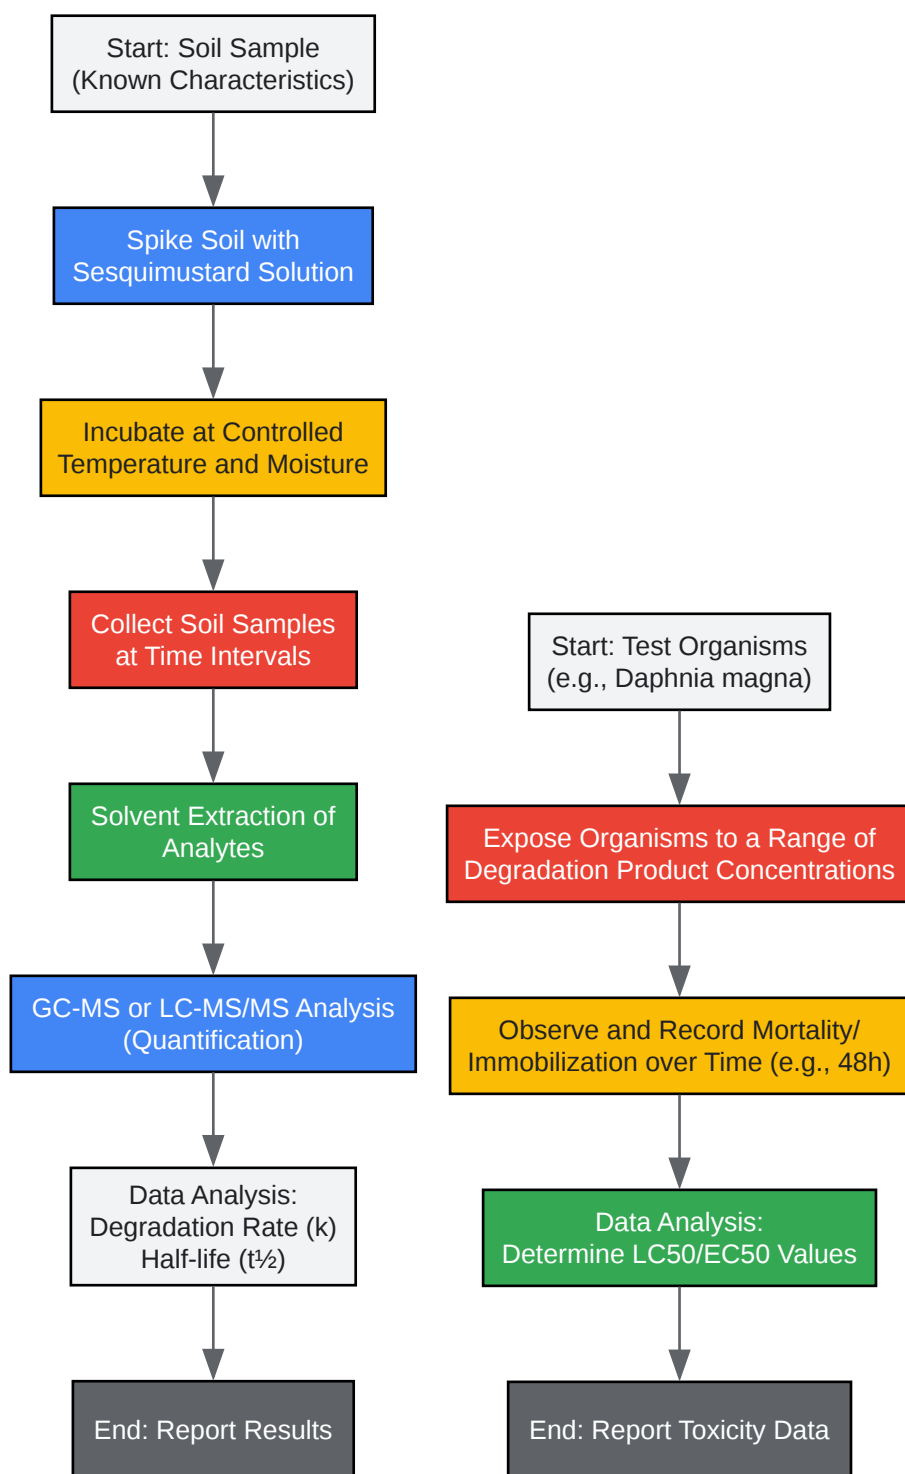 Start: Soil Sample
(Known Characteristics)
Spike Soil with
Sesquimustard Solution
Incubate at Controlled
Temperature and Moisture
Collect Soil Samples
at Time Intervals
Solvent Extraction of
Analytes
GC-MS or LC-MS/MS Analysis
(Quantification)
Data Analysis:
Degradation Rate (k)
Half-life (t½)
End: Report Results
Start: Test Organisms
(e.g., Daphnia magna)
Expose Organisms to a Range of
Degradation Product Concentrations
Observe and Record Mortality/
Immobilization over Time (e.g., 48h)
Data Analysis:
Determine LC50/EC50 Values
End: Report Toxicity Data